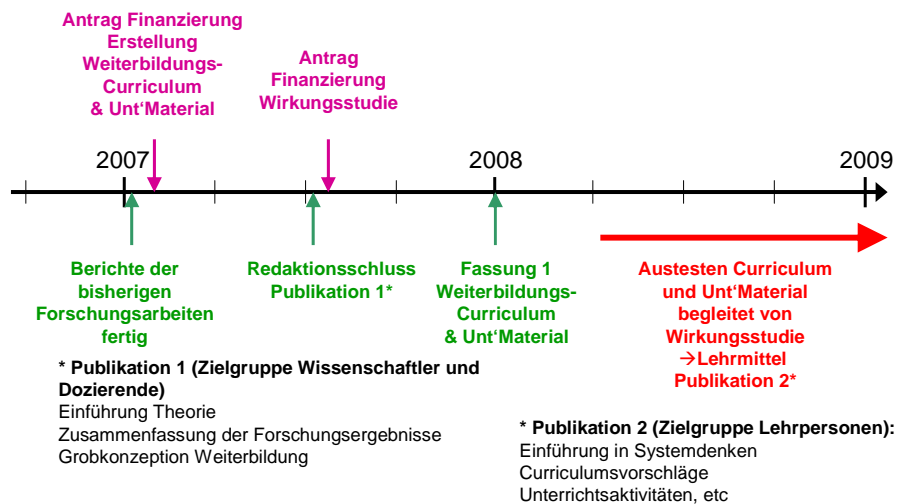 Antrag Finanzierung
Erstellung
Weiterbildungs-
Curriculum
& Unt‘Material
Antrag
Finanzierung
Wirkungsstudie
2007
2008
2009
Berichte der
bisherigen
Forschungsarbeiten
fertig
Redaktionsschluss
Publikation 1*
Fassung 1
Weiterbildungs-
Curriculum
& Unt‘Material
Austesten Curriculum
und Unt‘Material
begleitet von
Wirkungsstudie
→Lehrmittel
Publikation 2*
* Publikation 1 (Zielgruppe Wissenschaftler und
Dozierende)
Einführung Theorie
Zusammenfassung der Forschungsergebnisse
Grobkonzeption Weiterbildung
* Publikation 2 (Zielgruppe Lehrpersonen):
Einführung in Systemdenken
Curriculumsvorschläge
Unterrichtsaktivitäten, etc